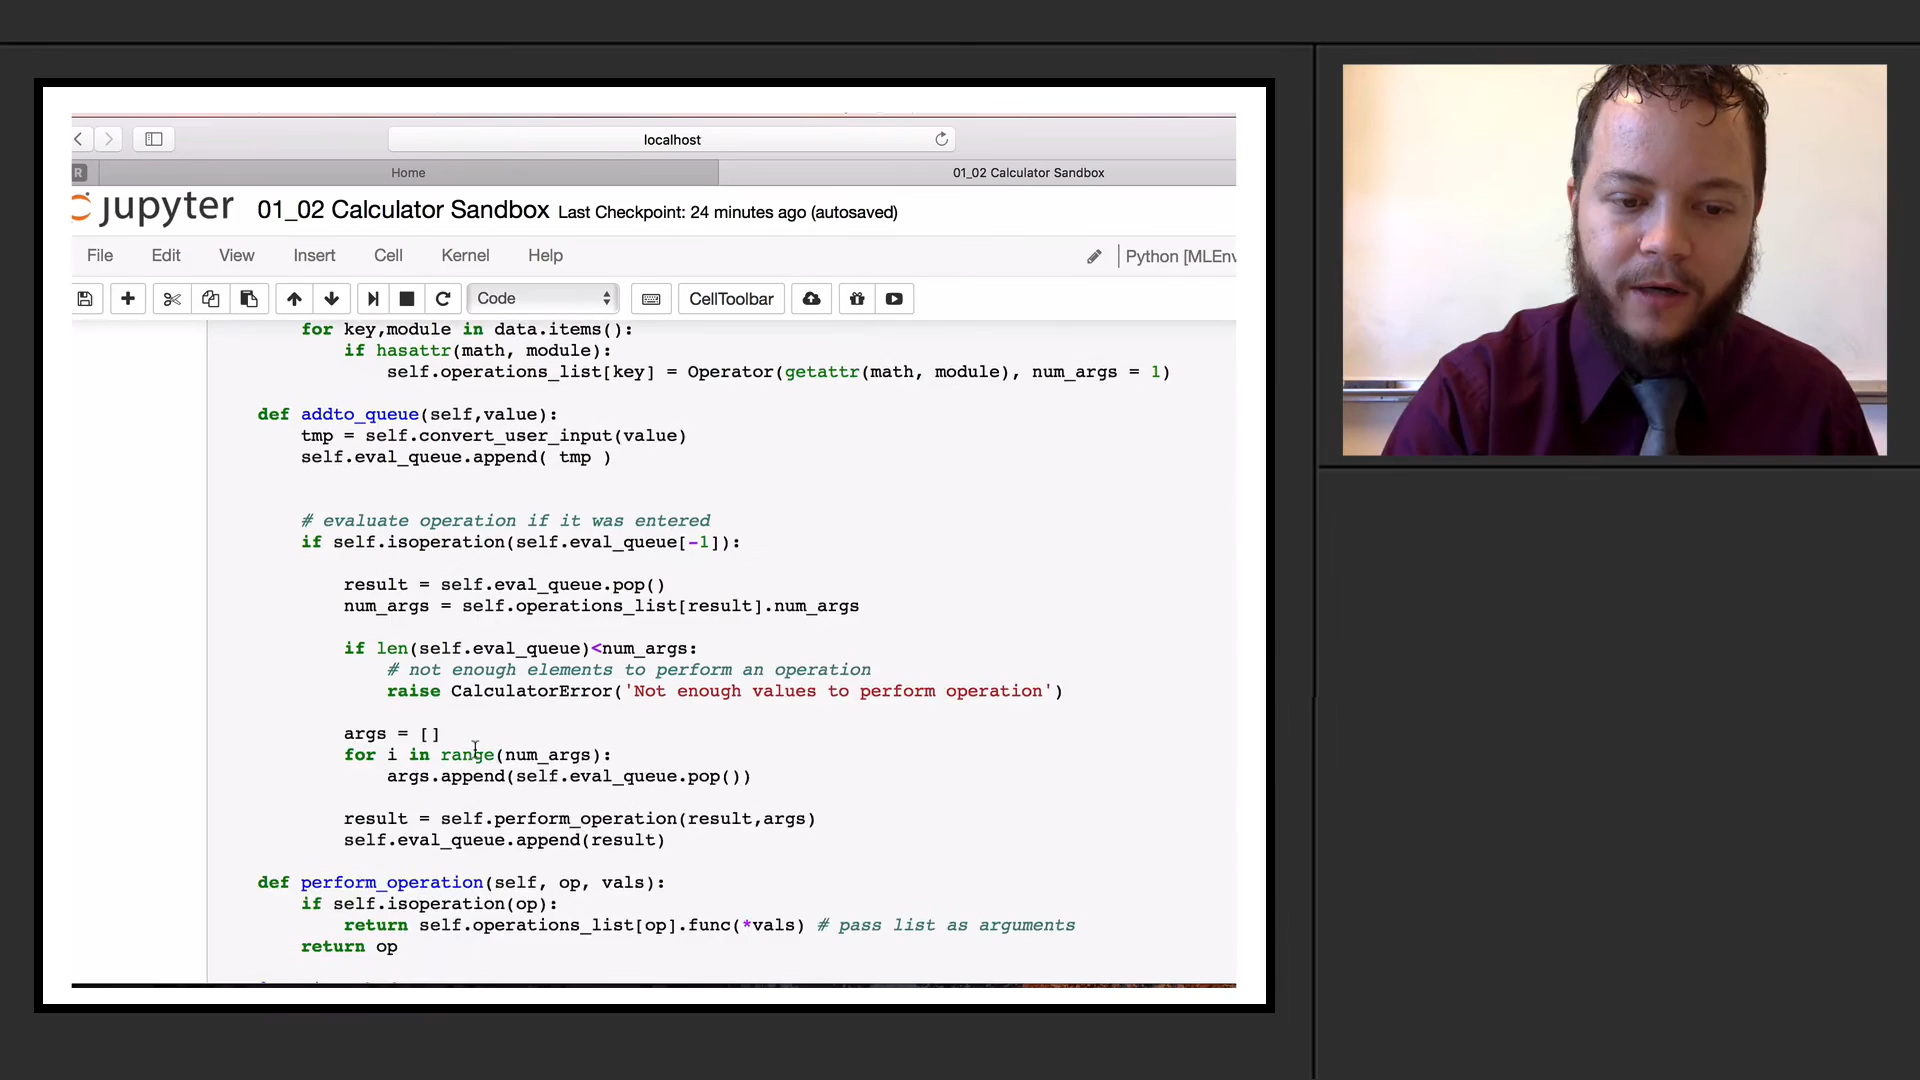 localhost
R
Home
01_02 Calculator Sandbox
jupyter 01_02 Calculator Sandbox Last Checkpoint: 24 minutes ago (autosaved)
File Edit View Insert Cell Kernel Help Python [MLEnv
Code CellToolbar
for key,module in data.items():
if hasattr(math, module):
self.operations_list[key] = Operator(getattr(math, module), num_args = 1)
def addto_queue(self,value):
tmp = self.convert_user_input(value)
self.eval_queue.append( tmp )
# evaluate operation if it was entered
if self.isoperation(self.eval_queue[-1]):
result = self.eval_queue.pop()
num_args = self.operations_list[result].num_args
if len(self.eval_queue)<num_args:
# not enough elements to perform an operation
raise CalculatorError('Not enough values to perform operation')
args = []
for i in range(num_args):
args.append(self.eval_queue.pop())
result = self.perform_operation(result,args)
self.eval_queue.append(result)
def perform_operation(self, op, vals):
if self.isoperation(op):
return self.operations_list[op].func(*vals) # pass list as arguments
return op